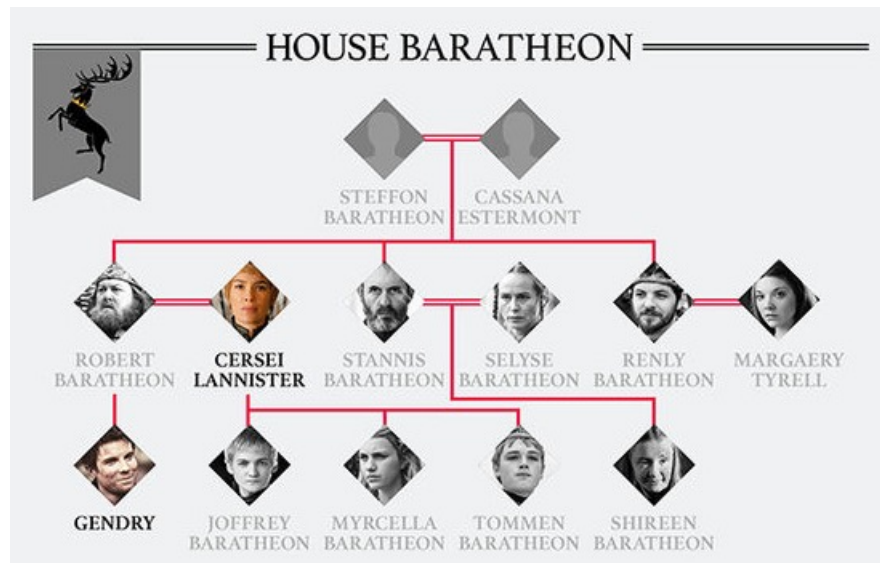 HOUSE BARATHEON
STEFFON
BARATHEON
CASSANA
ESTERMONT
ROBERT
BARATHEON
CERSEI
LANNISTER
STANNIS
BARATHEON
SELYSE
BARATHEON
RENLY
BARATHEON
MARGAERY
TYRELL
GENDRY
JOFFREY
BARATHEON
MYRCELLA
BARATHEON
TOMMEN
BARATHEON
SHIREEN
BARATHEON